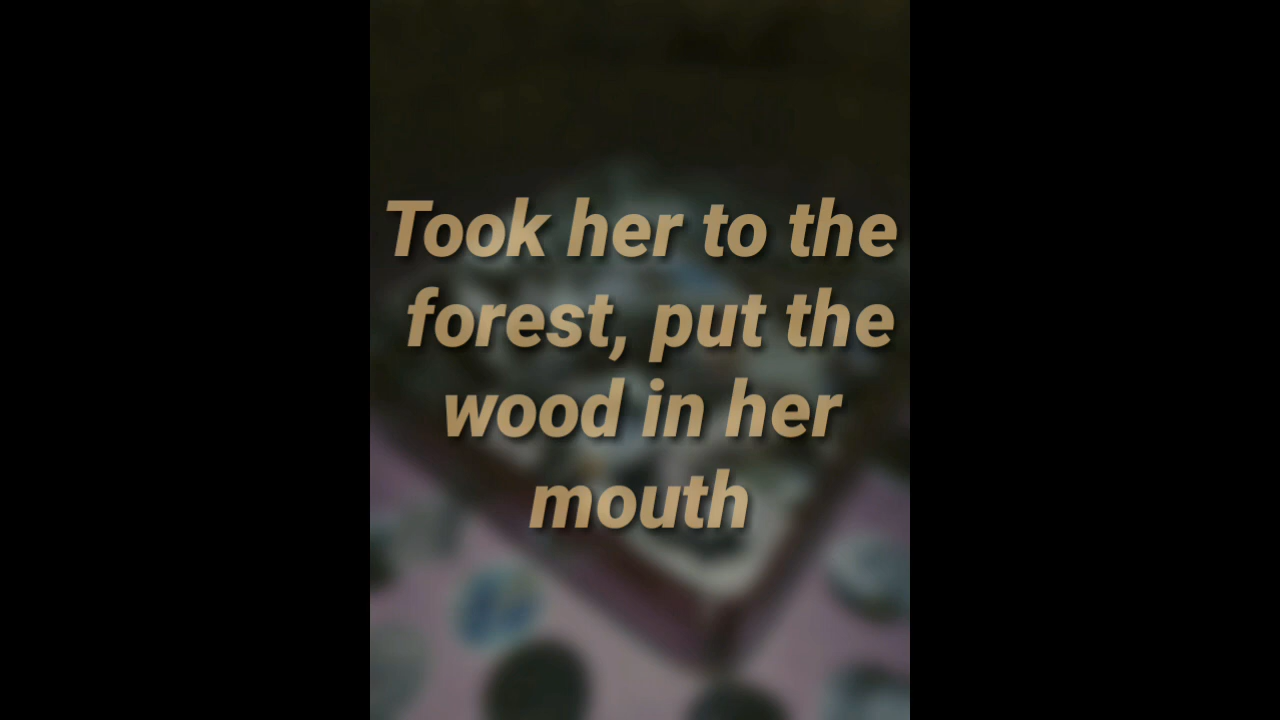 Took her to the
forest, put the
wood in her
mouth